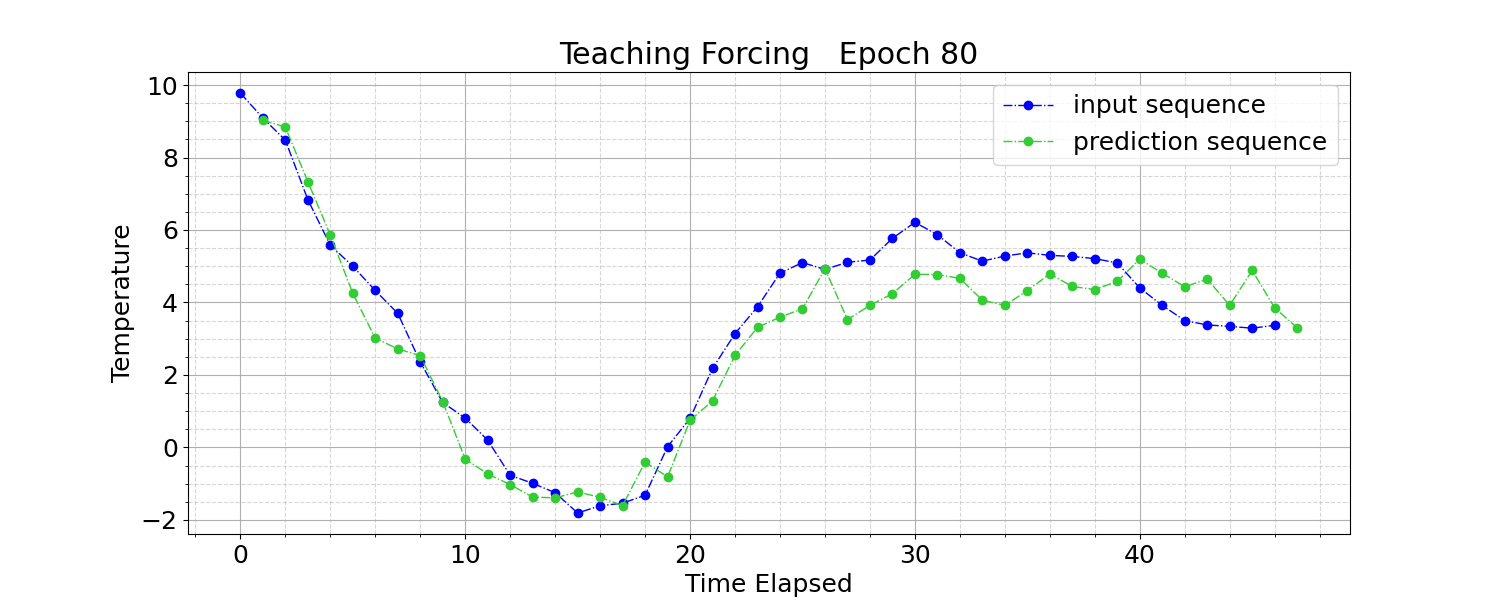 Teaching Forcing   Epoch 80
input sequence
prediction sequence
Temperature
10
8
6
4
2
0
−2
0 10 20 30 40
Time Elapsed